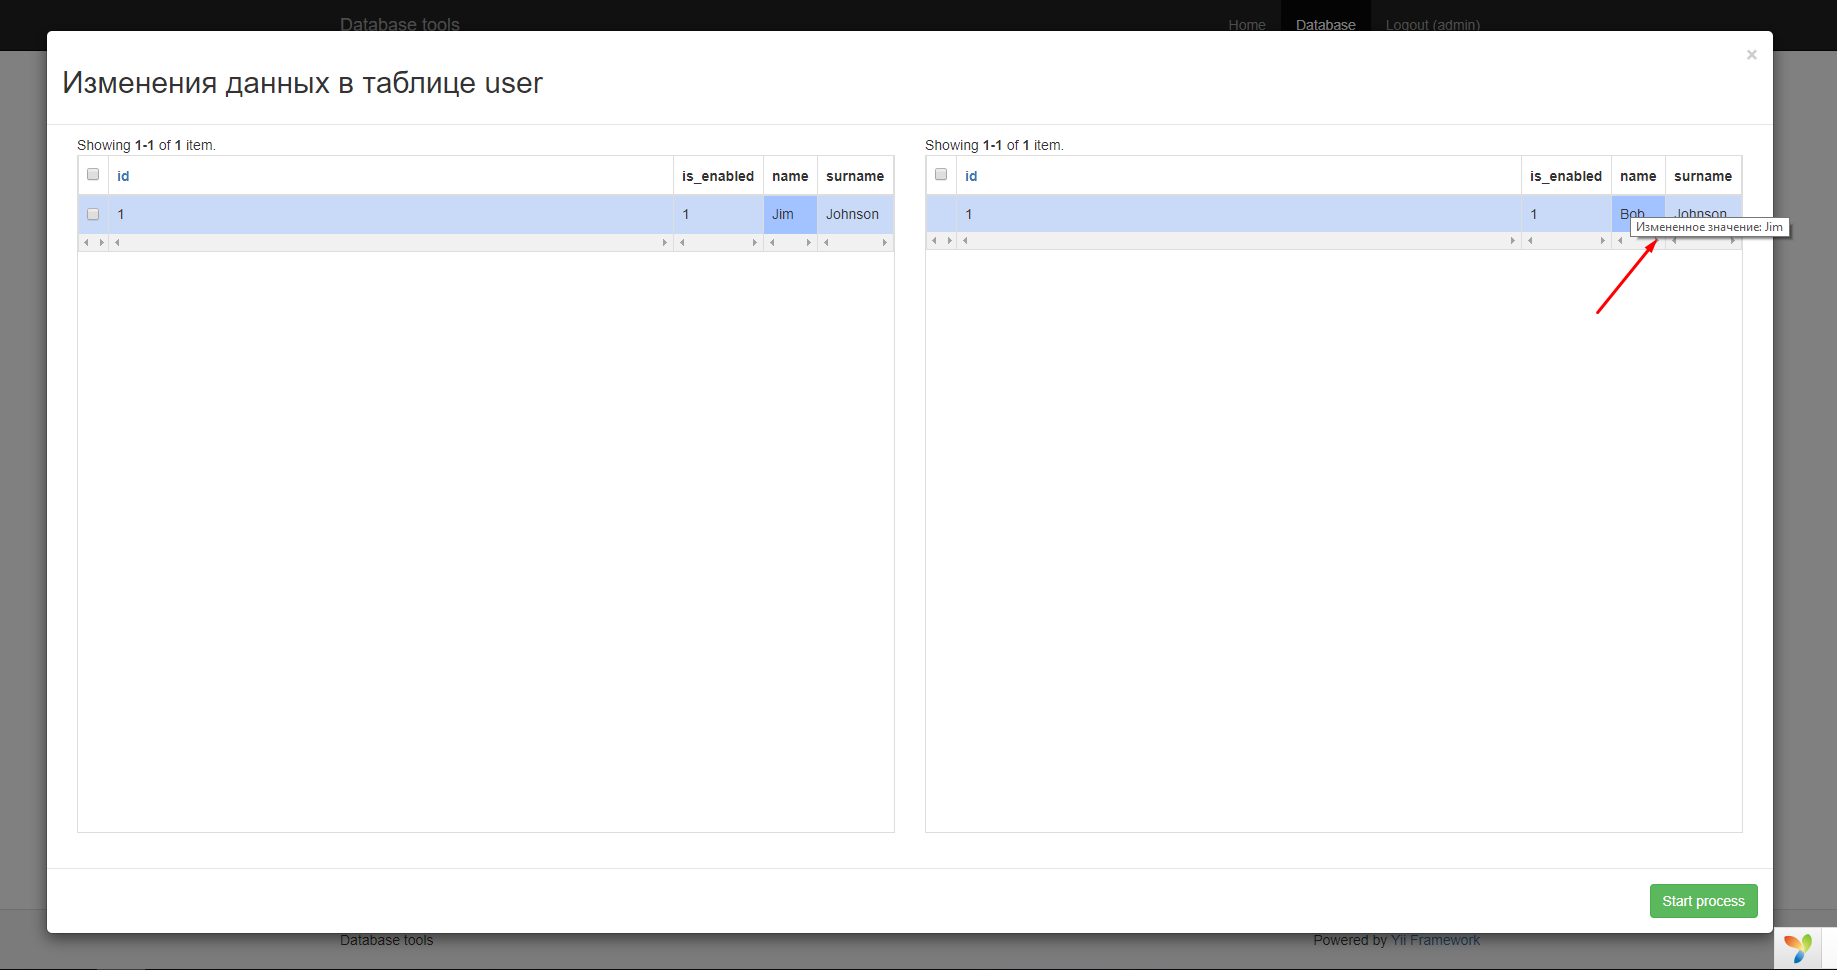 Database tools
Home Database Logout (admin)
×
Изменения данных в таблице user
Showing 1-1 of 1 item.
id is_enabled name surname
1 1 Jim Johnson
Showing 1-1 of 1 item.
id is_enabled name surname
1 1 Bob Johnson
Измененное значение: Jim
Start process
Database tools
Powered by Yii Framework